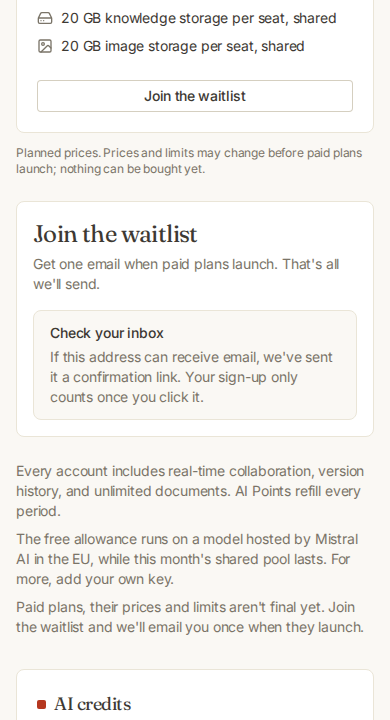 20 GB knowledge storage per seat, shared
20 GB image storage per seat, shared
Join the waitlist
Planned prices. Prices and limits may change before paid plans
launch; nothing can be bought yet.
Join the waitlist
Get one email when paid plans launch. That's all
we'll send.
Check your inbox
If this address can receive email, we've sent
it a confirmation link. Your sign-up only
counts once you click it.
Every account includes real-time collaboration, version
history, and unlimited documents. AI Points refill every
period.
The free allowance runs on a model hosted by Mistral
AI in the EU, while this month's shared pool lasts. For
more, add your own key.
Paid plans, their prices and limits aren't final yet. Join
the waitlist and we'll email you once when they launch.
AI credits